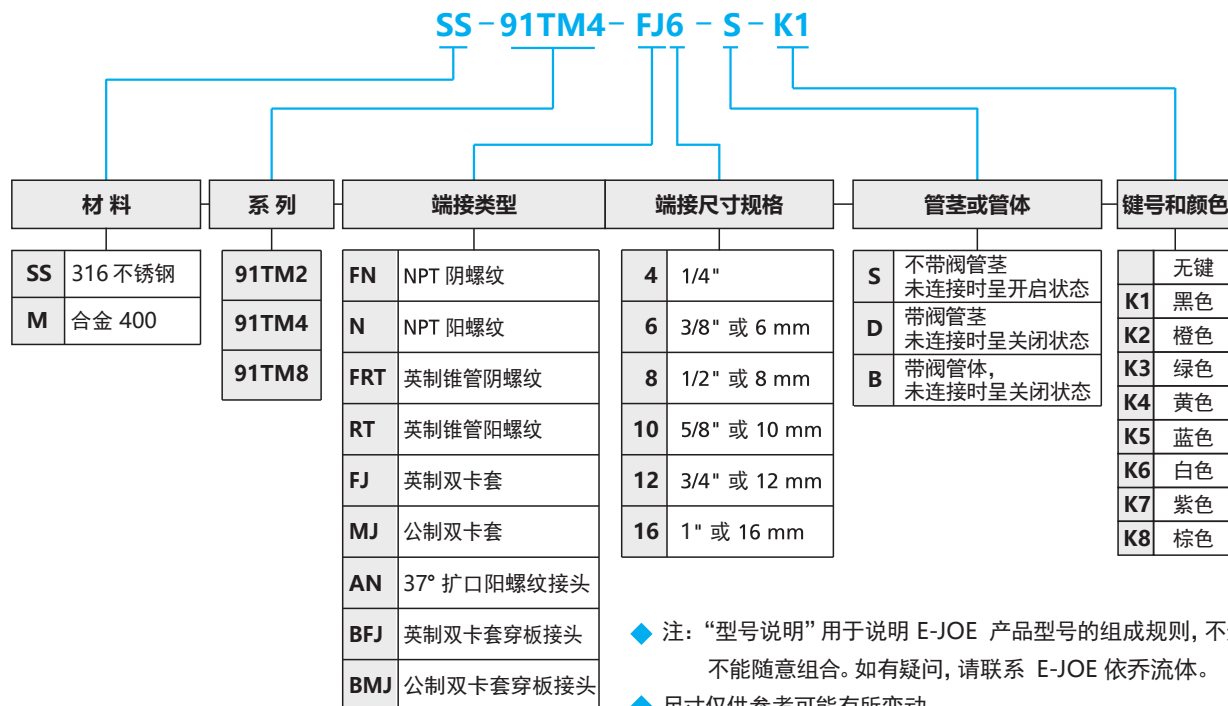 SS-91TM4-FJ6-S-K1
材 料
SS 316 不锈钢
M 合金 400
系 列
91TM2
91TM4
91TM8
端接类型
FN NPT 阴螺纹
N NPT 阳螺纹
FRT 英制锥管阴螺纹
RT 英制锥管阳螺纹
FJ 英制双卡套
MJ 公制双卡套
AN 37° 扩口阳螺纹接头
BFJ 英制双卡套穿板接头
BMJ 公制双卡套穿板接头
端接尺寸规格
4 1/4"
6 3/8" 或 6 mm
8 1/2" 或 8 mm
10 5/8" 或 10 mm
12 3/4" 或 12 mm
16 1" 或 16 mm
管茎或管体
S 不带阀管茎
未连接时呈开启状态
D 带阀管茎
未连接时呈关闭状态
B 带阀管体，
未连接时呈关闭状态
键号和颜色
无键
K1 黑色
K2 橙色
K3 绿色
K4 黄色
K5 蓝色
K6 白色
K7 紫色
K8 棕色
注：“型号说明”用于说明 E-JOE 产品型号的组成规则，不
不能随意组合。如有疑问，请联系 E-JOE 依乔流体。
尺寸仅供参考可能有所变动